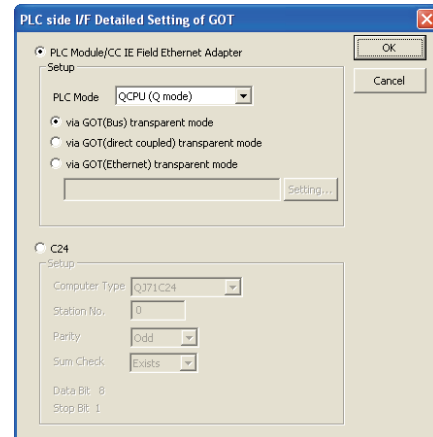 PLC side I/F Detailed Setting of GOT
PLC Module/CC IE Field Ethernet Adapter
OK
Cancel
Setup
PLC Mode QCPU (Q mode)
via GOT(Bus) transparent mode
via GOT(direct coupled) transparent mode
via GOT(Ethernet) transparent mode
Setting...
C24
Setup
Computer Type QJ71C24
Station No. 0
Parity Odd
Sum Check Exists
Data Bit 8
Stop Bit 1